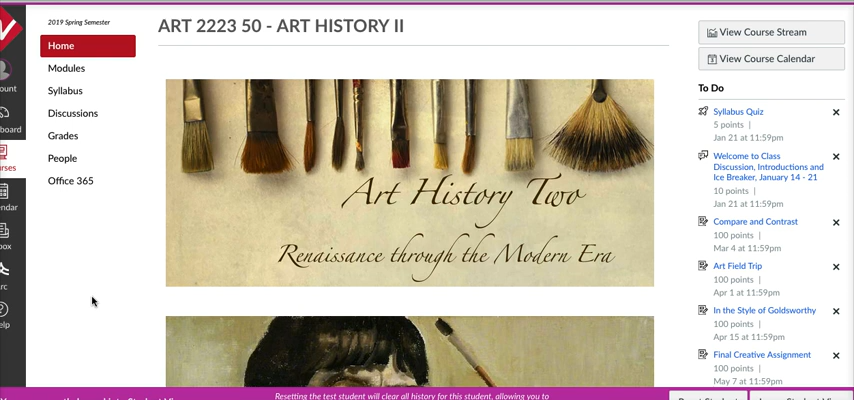 2019 Spring Semester
ART 2223 50 - ART HISTORY II
Home
Modules
Syllabus
Discussions
Grades
People
Office 365
Art History Two
Renaissance through the Modern Era
View Course Stream
View Course Calendar
To Do
Syllabus Quiz
5 points |
Jan 21 at 11:59pm
Welcome to Class
Discussion, Introductions and
Ice Breaker, January 14 - 21
10 points |
Jan 21 at 11:59pm
Compare and Contrast
100 points |
Mar 4 at 11:59pm
Art Field Trip
100 points |
Apr 1 at 11:59pm
In the Style of Goldsworthy
100 points |
Apr 15 at 11:59pm
Final Creative Assignment
100 points |
May 7 at 11:59pm
Resetting the test student will clear all history for this student, allowing you to